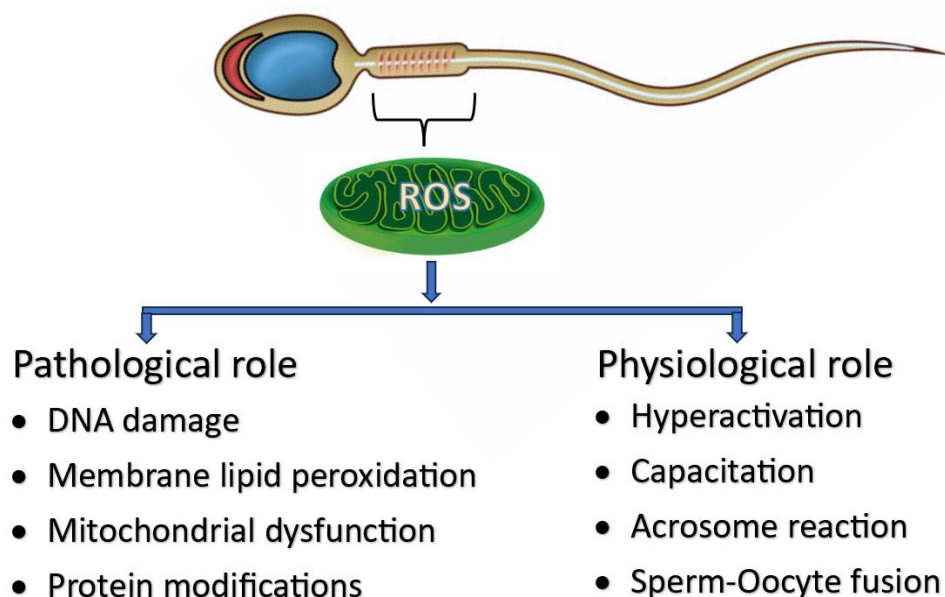 ROS
Pathological role
• DNA damage
• Membrane lipid peroxidation
• Mitochondrial dysfunction
• Protein modifications
Physiological role
• Hyperactivation
• Capacitation
• Acrosome reaction
• Sperm-Oocyte fusion